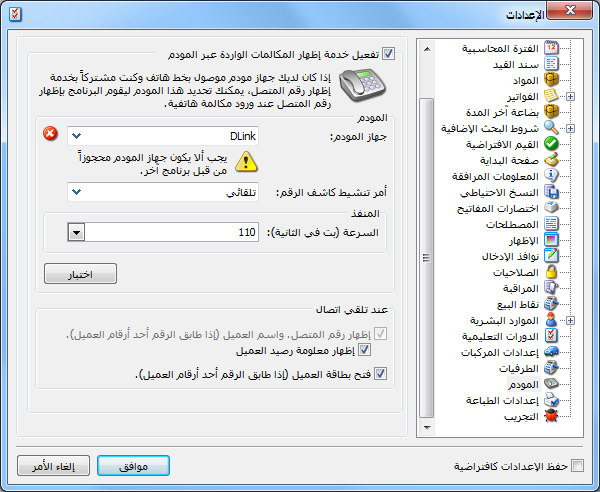 الإعدادات
الفترة المحاسبية
سند القيد
المواد
الفواتير
بضاعة آخر المدة
شروط البحث الإضافية
القيم الافتراضية
صفحة البداية
المعلومات المرافقة
النسخ الاحتياطي
اختصارات المفاتيح
المصطلحات
الإظهار
نوافذ الإدخال
الصلاحيات
المراقبة
نقاط البيع
الموارد البشرية
الدورات التعليمية
إعدادات المركبات
الطرفيات
المودم
إعدادات الطباعة
التجريب
تفعيل خدمة إظهار المكالمات الواردة عبر المودم
إذا كان لديك جهاز مودم موصول بخط هاتف وكنت مشتركاً بخدمة
إظهار رقم المتصل، يمكنك تحديد هذا المودم ليقوم البرنامج بإظهار
رقم المتصل عند ورود مكالمة هاتفية.
المودم
جهاز المودم: DLink
يجب ألا يكون جهاز المودم محجوزاً
من قبل برنامج آخر.
أمر تنشيط كاشف الرقم: تلقائي
المنفذ
السرعة (بت في الثانية): 110
اختبار
عند تلقي اتصال
إظهار رقم المتصل، واسم العميل (إذا طابق الرقم أحد أرقام العميل).
إظهار معلومة رصيد العميل
فتح بطاقة العميل (إذا طابق الرقم أحد أرقام العميل).
حفظ الإعدادات كافتراضية
موافق
إلغاء الأمر